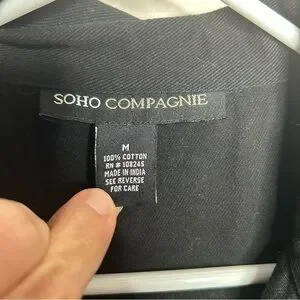 SOHO COMPAGNIE
M
100% COTTON
RN # 108245
MADE IN INDIA
SEE REVERSE
FOR CARE